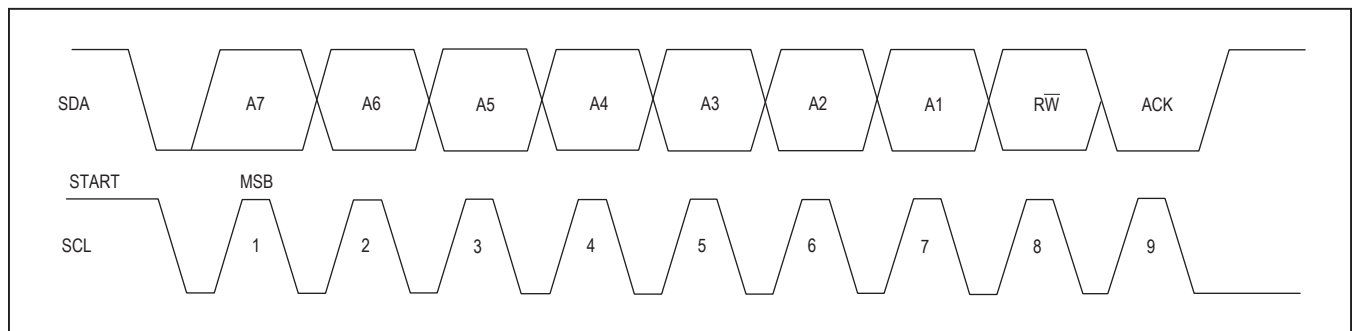 SDA A7 A6 A5 A4 A3 A2 A1 RW̅ ACK
START MSB
SCL 1 2 3 4 5 6 7 8 9